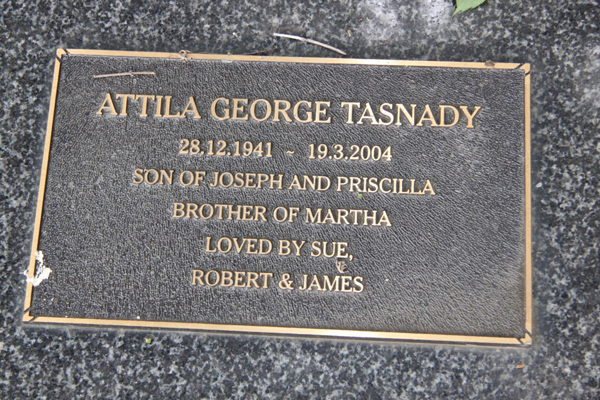 ATTILA GEORGE TASNADY
28.12.1941 ~ 19.3.2004
SON OF JOSEPH AND PRISCILLA
BROTHER OF MARTHA
LOVED BY SUE,
ROBERT & JAMES